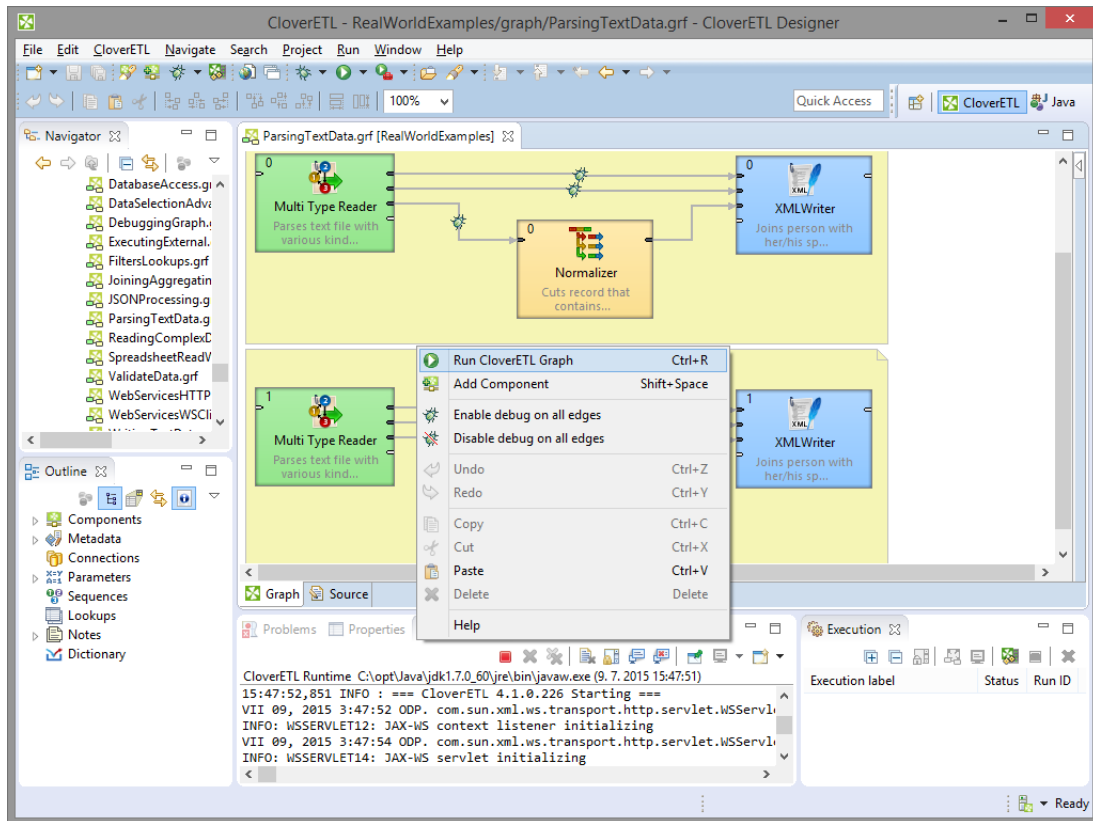 CloverETL - RealWorldExamples/graph/ParsingTextData.grf - CloverETL Designer
File Edit CloverETL Navigate Search Project Run Window Help
100%
Quick Access
CloverETL
Java
Navigator
DatabaseAccess.gr
DataSelectionAdva
DebuggingGraph.g
ExecutingExternal.
FiltersLookups.grf
JoiningAggregatin
JSONProcessing.g
ParsingTextData.g
ReadingComplexD
SpreadsheetReadW
ValidateData.grf
WebServicesHTTP
WebServicesWSCli
ParsingTextData.grf [RealWorldExamples]
0
Multi Type Reader
Parses text file with
various kind...
0
Normalizer
Cuts record that
contains...
0
XML
XMLWriter
Joins person with
her/his sp...
1
Multi Type Reader
Parses text file with
various kind...
1
XML
XMLWriter
Joins person with
her/his sp...
Run CloverETL Graph Ctrl+R
Add Component Shift+Space
Enable debug on all edges
Disable debug on all edges
Undo Ctrl+Z
Redo Ctrl+Y
Copy Ctrl+C
Cut Ctrl+X
Paste Ctrl+V
Delete Delete
Help
Graph Source
Outline
Components
Metadata
Connections
Parameters
Sequences
Lookups
Notes
Dictionary
Problems Properties
CloverETL Runtime C:\opt\Java\jdk1.7.0_60\jre\bin\javaw.exe (9. 7. 2015 15:47:51)
15:47:52,851 INFO : === CloverETL 4.1.0.226 Starting ===
VII 09, 2015 3:47:52 ODP. com.sun.xml.ws.transport.http.servlet.WSServl
INFO: WSSERVLET12: JAX-WS context listener initializing
VII 09, 2015 3:47:54 ODP. com.sun.xml.ws.transport.http.servlet.WSServl
INFO: WSSERVLET14: JAX-WS servlet initializing
Execution
Execution label Status Run ID
Ready